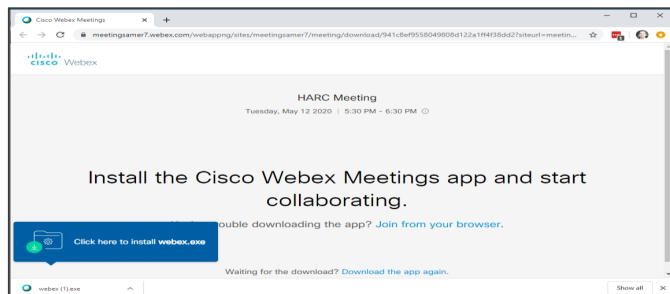 Cisco Webex Meetings
meetingsamer7.webex.com/webappng/sites/meetingsamer7/meeting/download/941c8ef9558049808d122a1ff4f38dd2?siteurl=meetin...
cisco Webex
HARC Meeting
Tuesday, May 12 2020 | 5:30 PM - 6:30 PM
Install the Cisco Webex Meetings app and start
collaborating.
ouble downloading the app? Join from your browser.
Click here to install webex.exe
Waiting for the download? Download the app again.
webex (1).exe
Show all